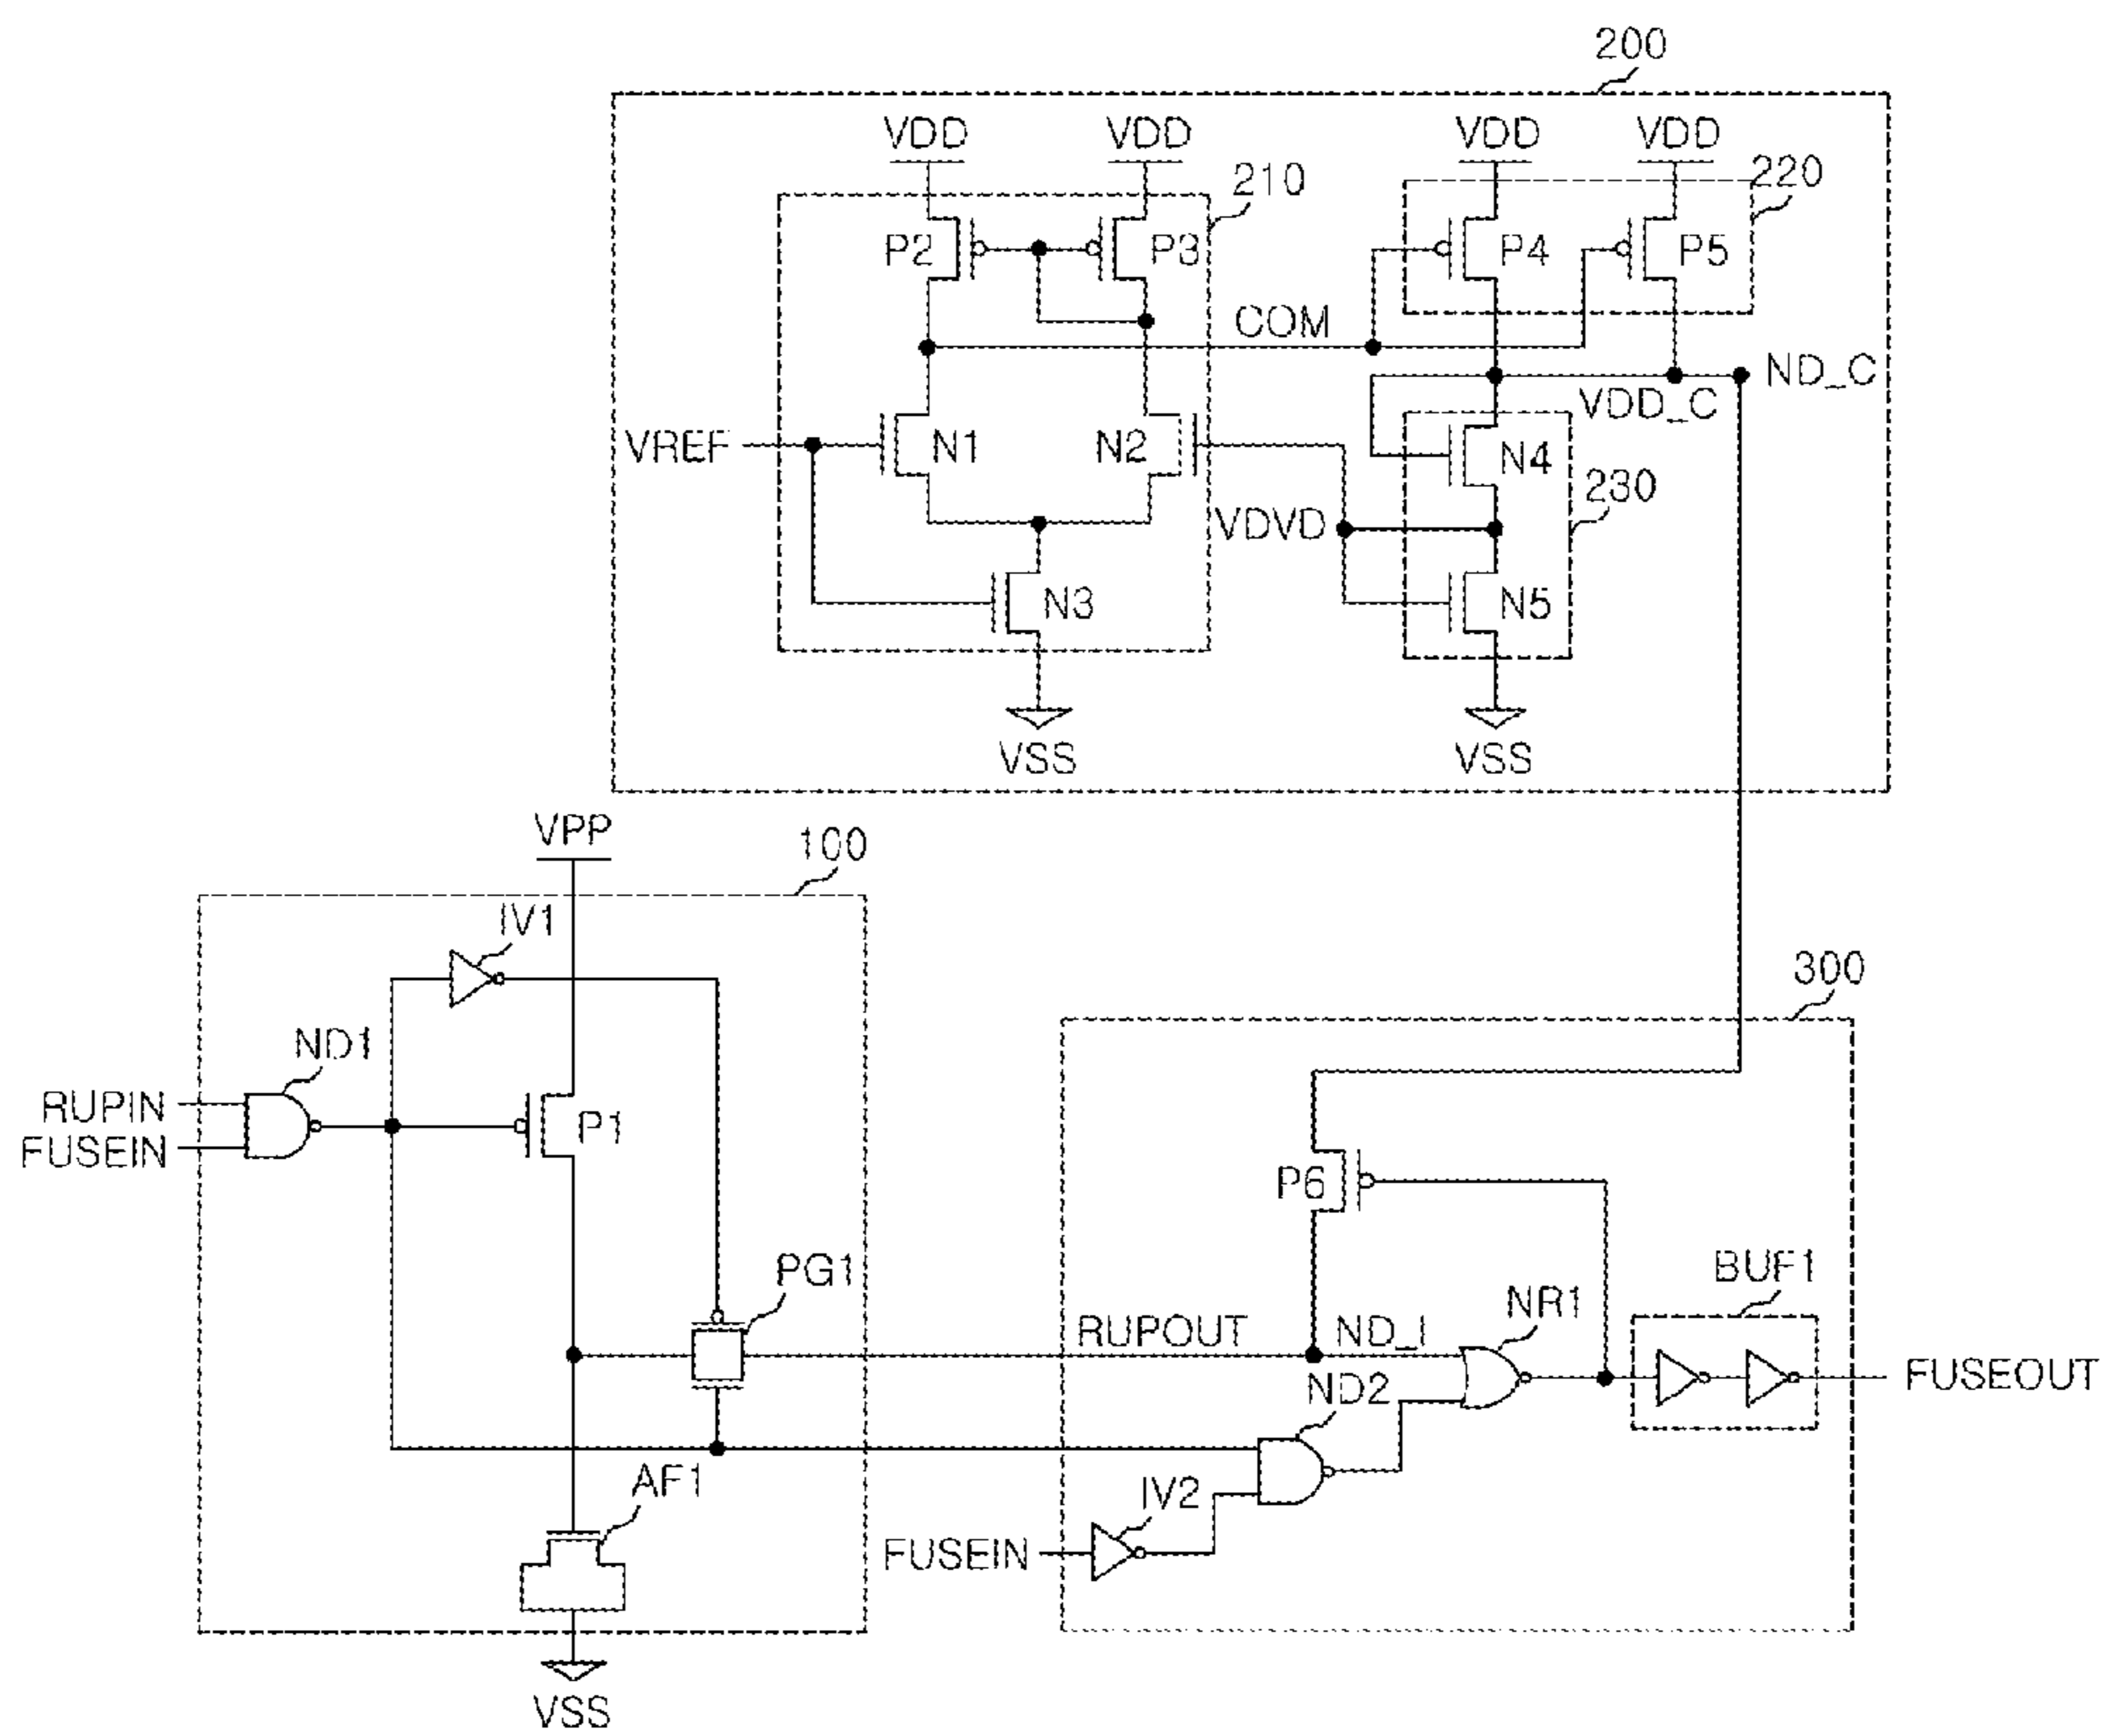 200
VDD VDD VDD VDD
210 220
P2 P3 P4 P5
COM
ND_C
VDD_C
VREF N1 N2 N4
230
VDVD
N3 N5
VSS VSS
VPP
100
IV1
300
ND1
RUPIN
FUSEIN
P1
P6
PG1
BUF1
NR1
RUPOUT ND_I
ND2
FUSEOUT
AF1
IV2
FUSEIN
VSS